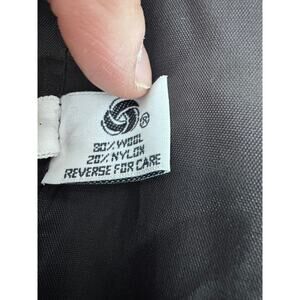 ®
80% WOOL
20% NYLON
REVERSE FOR CARE